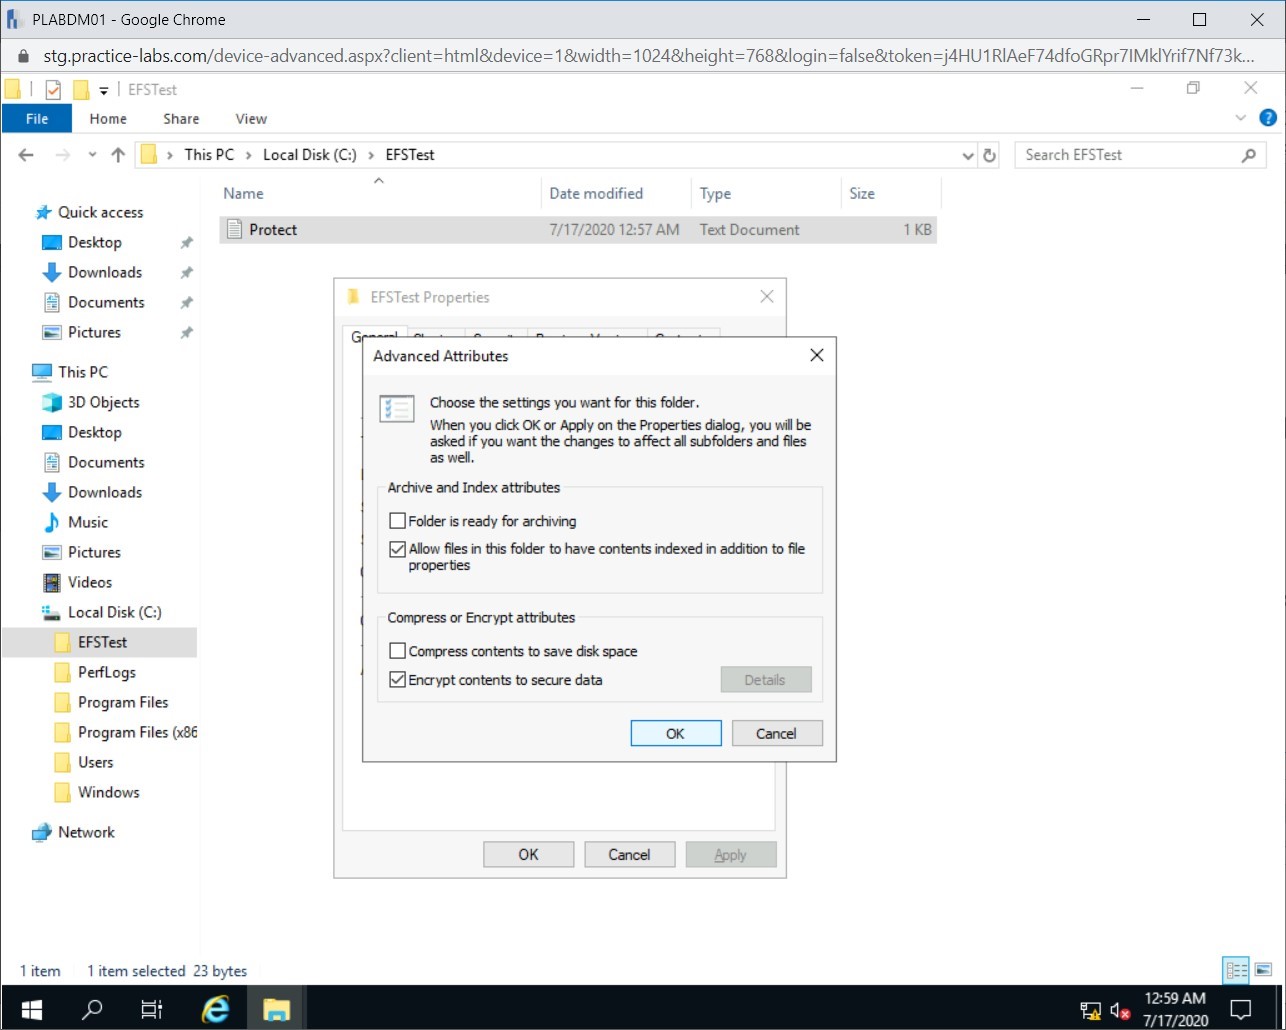 PLABDM01 - Google Chrome
stg.practice-labs.com/device-advanced.aspx?client=html&device=1&width=1024&height=768&login=false&token=j4HU1RlAeF74dfoGRpr7IMklYrif7Nf73k...
EFSTest
File Home Share View
This PC Local Disk (C:) EFSTest
Search EFSTest
Name Date modified Type Size
Protect 7/17/2020 12:57 AM Text Document 1 KB
Quick access
Desktop
Downloads
Documents
Pictures
This PC
3D Objects
Desktop
Documents
Downloads
Music
Pictures
Videos
Local Disk (C:)
EFSTest
PerfLogs
Program Files
Program Files (x86
Users
Windows
Network
EFSTest Properties
General
Advanced Attributes
Choose the settings you want for this folder.
When you click OK or Apply on the Properties dialog, you will be
asked if you want the changes to affect all subfolders and files
as well.
Archive and Index attributes
Folder is ready for archiving
Allow files in this folder to have contents indexed in addition to file
properties
Compress or Encrypt attributes
Compress contents to save disk space
Encrypt contents to secure data
Details
OK Cancel
OK Cancel Apply
1 item 1 item selected 23 bytes
12:59 AM
7/17/2020